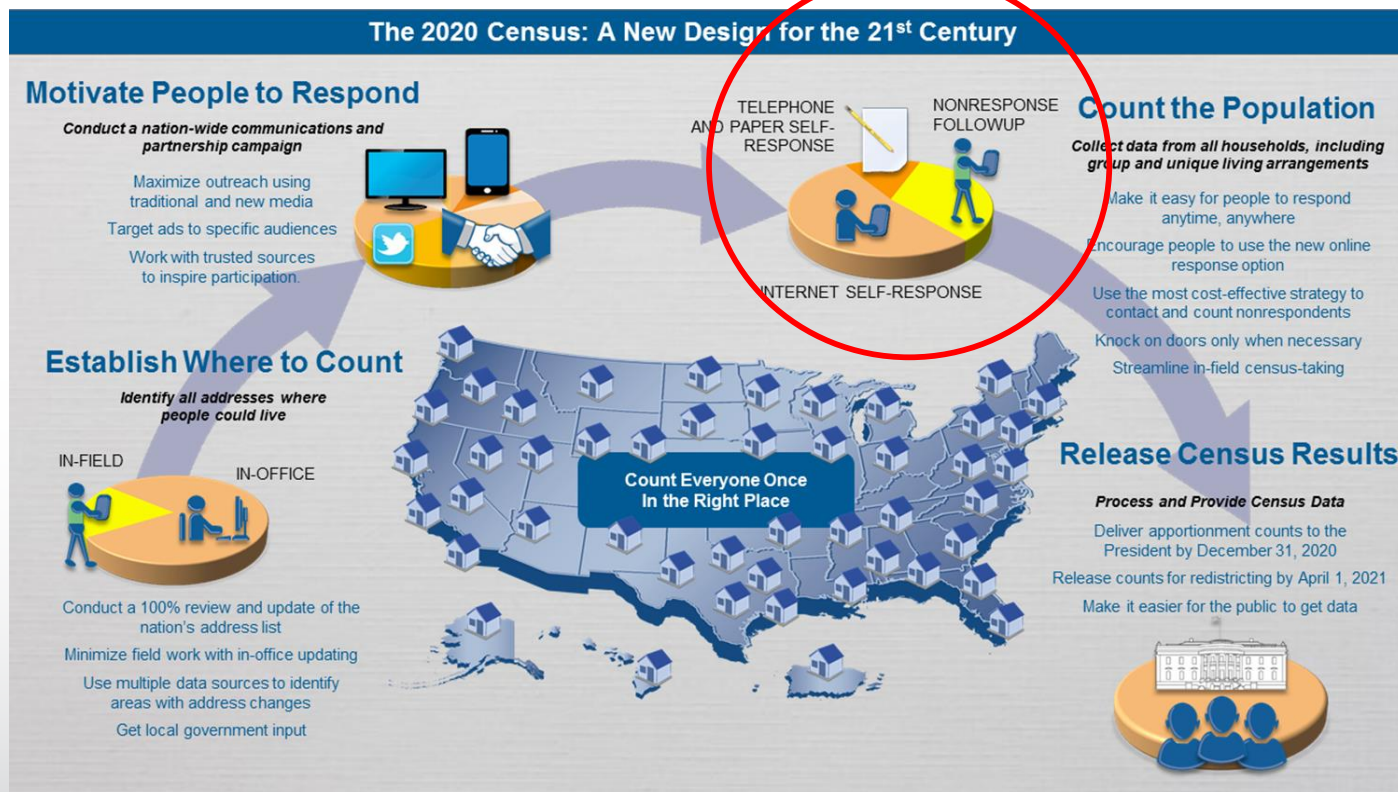 The 2020 Census: A New Design for the 21st Century
Motivate People to Respond
Conduct a nation-wide communications and
partnership campaign
Maximize outreach using
traditional and new media
Target ads to specific audiences
Work with trusted sources
to inspire participation.
TELEPHONE
AND PAPER SELF-
RESPONSE
NONRESPONSE
FOLLOWUP
INTERNET SELF-RESPONSE
Count the Population
Collect data from all households, including
group and unique living arrangements
Make it easy for people to respond
anytime, anywhere
Encourage people to use the new online
response option
Use the most cost-effective strategy to
contact and count nonrespondents
Knock on doors only when necessary
Streamline in-field census-taking
Establish Where to Count
Identify all addresses where
people could live
IN-FIELD
IN-OFFICE
Conduct a 100% review and update of the
nation's address list
Minimize field work with in-office updating
Use multiple data sources to identify
areas with address changes
Get local government input
Count Everyone Once
In the Right Place
Release Census Results
Process and Provide Census Data
Deliver apportionment counts to the
President by December 31, 2020
Release counts for redistricting by April 1, 2021
Make it easier for the public to get data